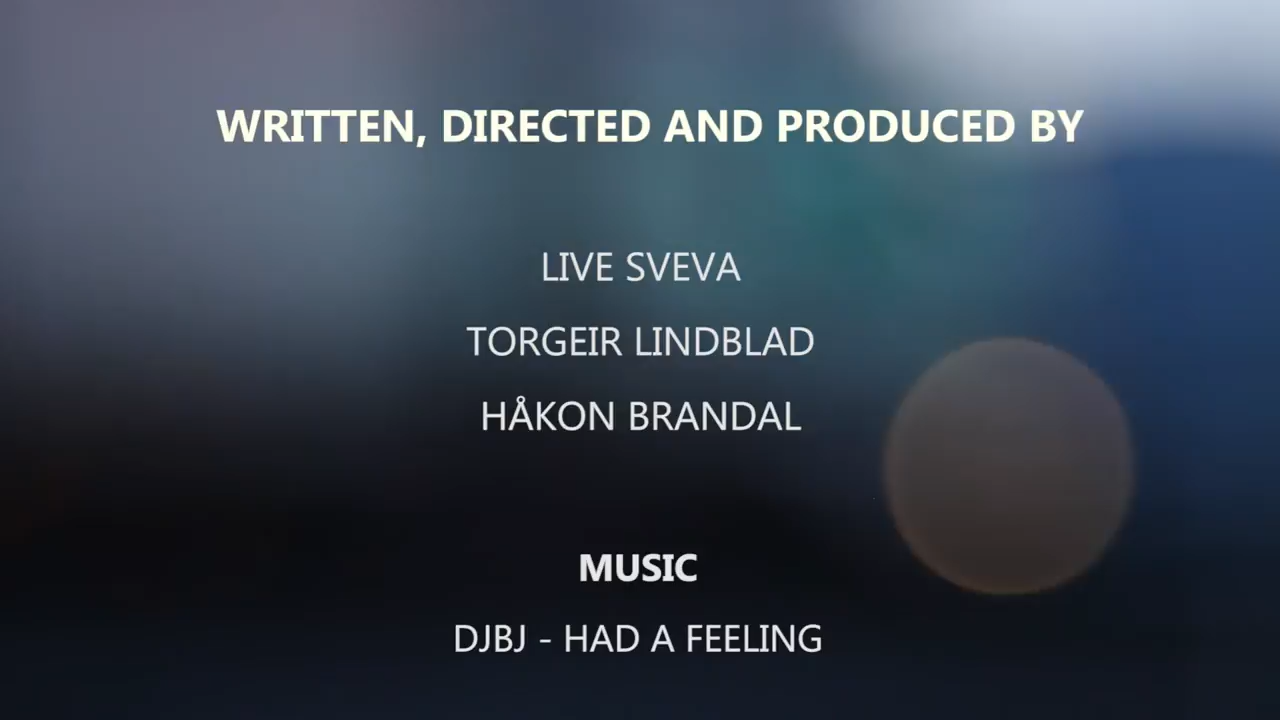 WRITTEN, DIRECTED AND PRODUCED BY
LIVE SVEVA
TORGEIR LINDBLAD
HÅKON BRANDAL
MUSIC
DJBJ - HAD A FEELING